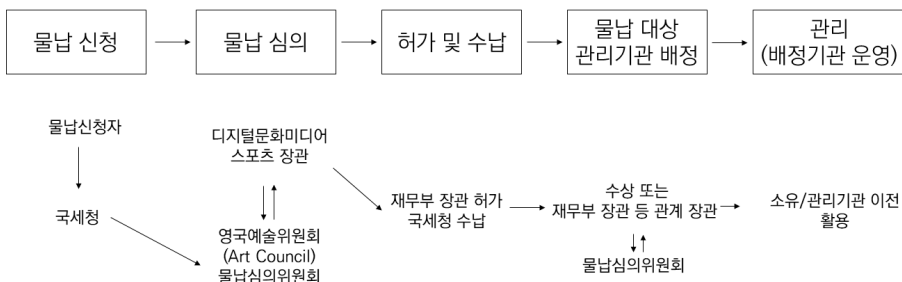 물납 신청
물납 심의
허가 및 수납
물납 대상
관리기관 배정
관리
(배정기관 운영)
물납신청자
국세청
디지털문화미디어
스포츠 장관
영국예술위원회
(Art Council)
물납심의위원회
재무부 장관 허가
국세청 수납
수상 또는
재무부 장관 등 관계 장관
물납심의위원회
소유/관리기관 이전
활용